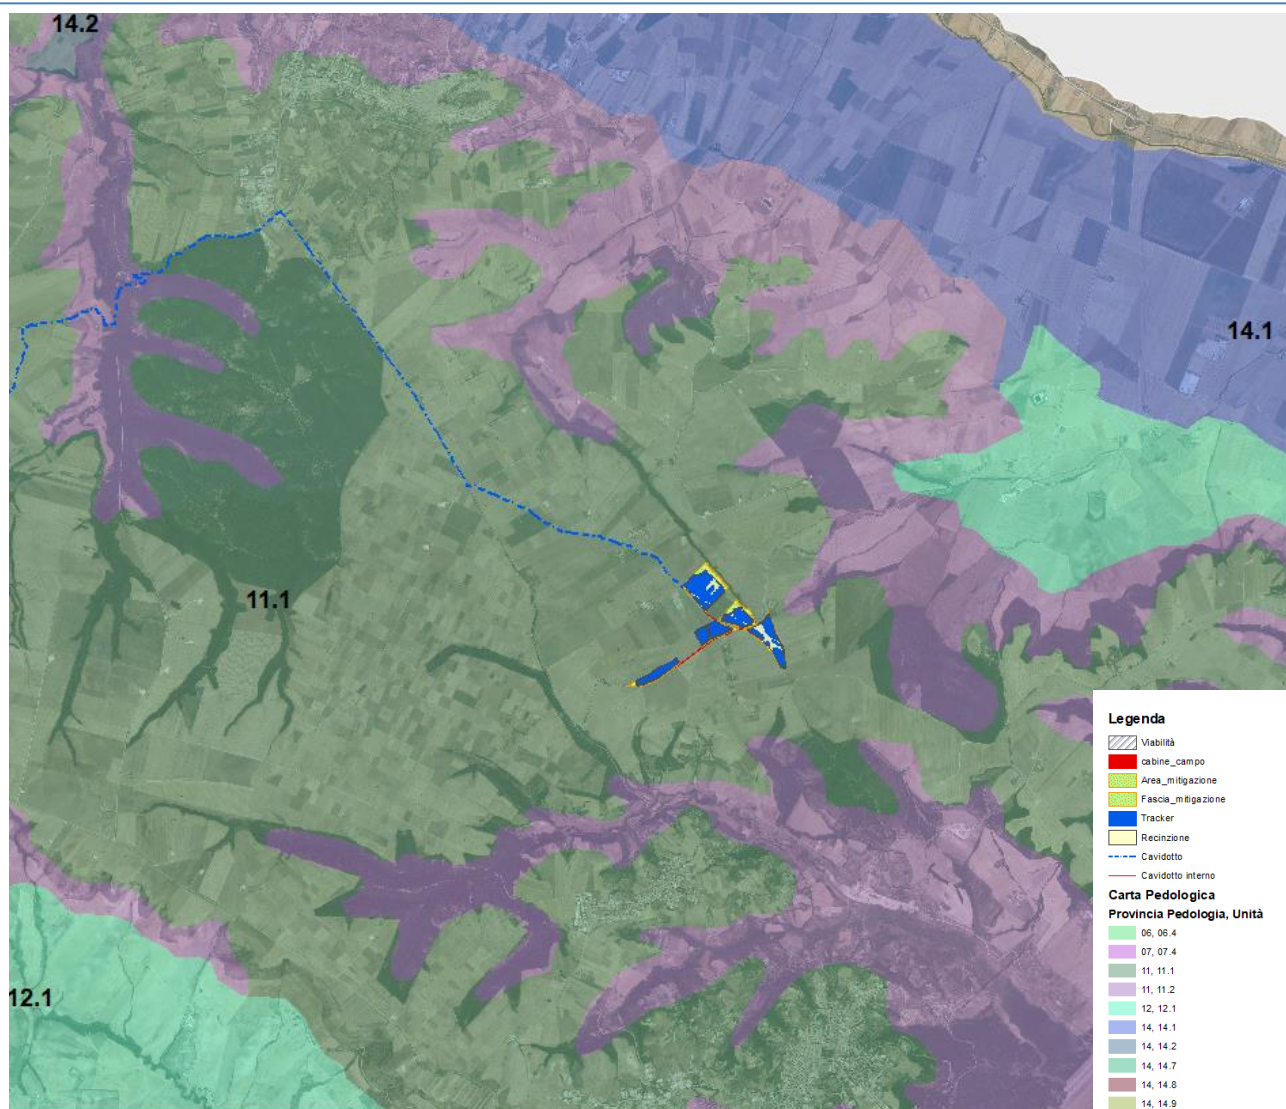 14.2
14.1
11.1
12.1
Legenda
Viabilità
cabine_campo
Area_mitigazione
Fascia_mitigazione
Tracker
Recinzione
Cavidotto
Cavidotto interno
Carta Pedologica
Provincia Pedologia, Unità
06, 06.4
07, 07.4
11, 11.1
11, 11.2
12, 12.1
14, 14.1
14, 14.2
14, 14.7
14, 14.8
14, 14.9